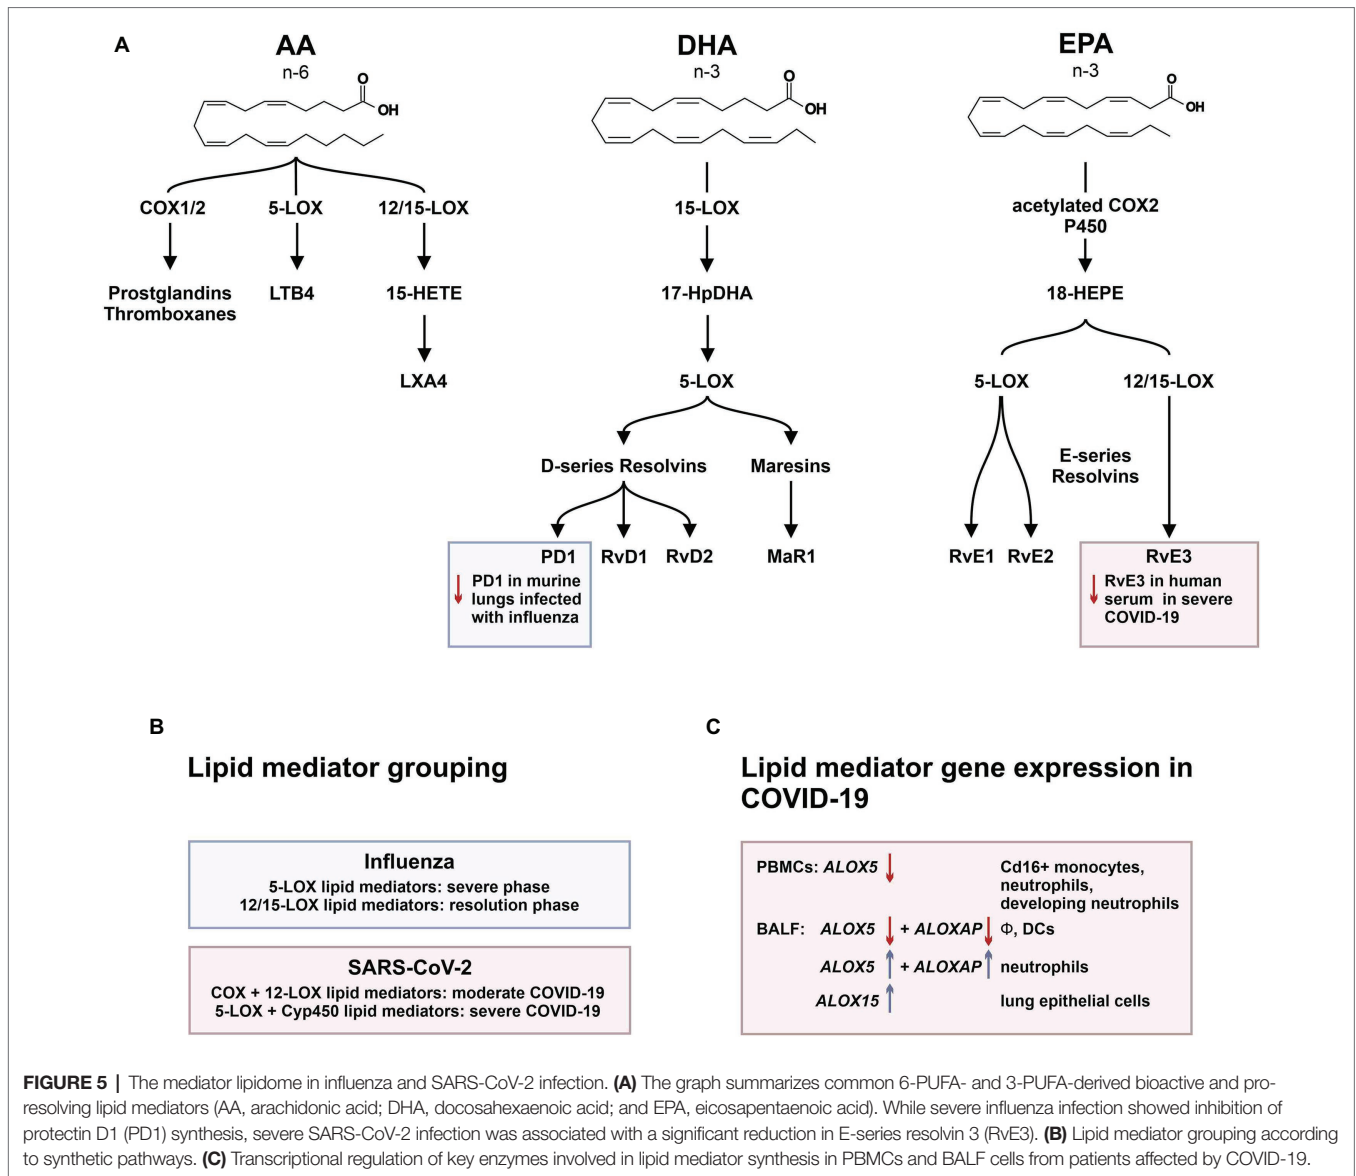 A
AA
n-6
O
OH
DHA
n-3
O
OH
EPA
n-3
O
OH
COX1/2
5-LOX
12/15-LOX
15-LOX
acetylated COX2
P450
Prostglandins
Thromboxanes
LTB4
15-HETE
17-HpDHA
18-HEPE
LXA4
5-LOX
5-LOX
12/15-LOX
D-series Resolvins
Maresins
E-series
Resolvins
PD1
RvD1
RvD2
MaR1
RvE1
RvE2
RvE3
PD1 in murine
lungs infected
with influenza
RvE3 in human
serum in severe
COVID-19
B
Lipid mediator grouping
Influenza
5-LOX lipid mediators: severe phase
12/15-LOX lipid mediators: resolution phase
SARS-CoV-2
COX + 12-LOX lipid mediators: moderate COVID-19
5-LOX + Cyp450 lipid mediators: severe COVID-19
C
Lipid mediator gene expression in
COVID-19
PBMCs: ALOX5 ↓ Cd16+ monocytes,
neutrophils,
developing neutrophils
BALF: ALOX5 ↓ + ALOXAP ↓ Φ, DCs
ALOX5 ↑ + ALOXAP ↑ neutrophils
ALOX15 ↑ lung epithelial cells
FIGURE 5 | The mediator lipidome in influenza and SARS-CoV-2 infection. (A) The graph summarizes common 6-PUFA- and 3-PUFA-derived bioactive and pro-
resolving lipid mediators (AA, arachidonic acid; DHA, docosahexaenoic acid; and EPA, eicosapentaenoic acid). While severe influenza infection showed inhibition of
protectin D1 (PD1) synthesis, severe SARS-CoV-2 infection was associated with a significant reduction in E-series resolvin 3 (RvE3). (B) Lipid mediator grouping according
to synthetic pathways. (C) Transcriptional regulation of key enzymes involved in lipid mediator synthesis in PBMCs and BALF cells from patients affected by COVID-19.